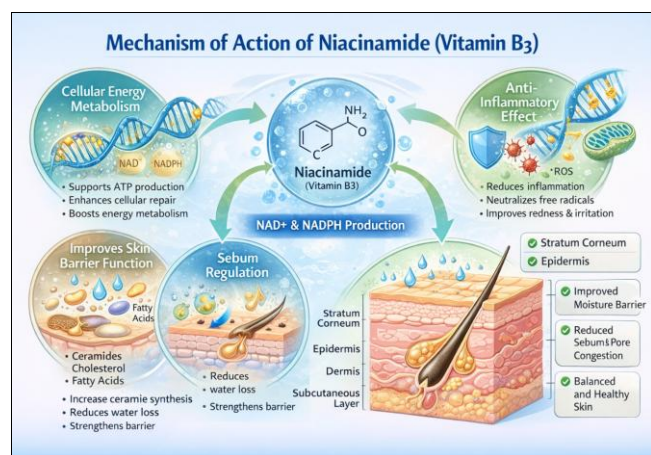 Mechanism of Action of Niacinamide (Vitamin B3)
Cellular Energy
Metabolism
NAD+
NADPH
• Supports ATP production
• Enhances cellular repair
• Boosts energy metabolism
NH2
O
C
Niacinamide
(Vitamin B3)
NAD+ & NADPH Production
Anti-
Inflammatory
Effect
•ROS
• Reduces inflammation
• Neutralizes free radicals
• Improves redness & irritation
Improves Skin
Barrier Function
Fatty
Acids
• Ceramides
Cholesterol
• Fatty Acids
• Increase ceramie synthesis
• Reduces water loss
• Strengthens barrier
Sebum
Regulation
• Reduces
water loss
• Strengthens barrier
Stratum
Corneum
Epidermis
Dermis
Subcutaneous
Layer
Stratum Corneum
Epidermis
Improved
Moisture Barrier
Reduced
Sebum&Pore
Congestion
Balanced
and Healthy
Skin